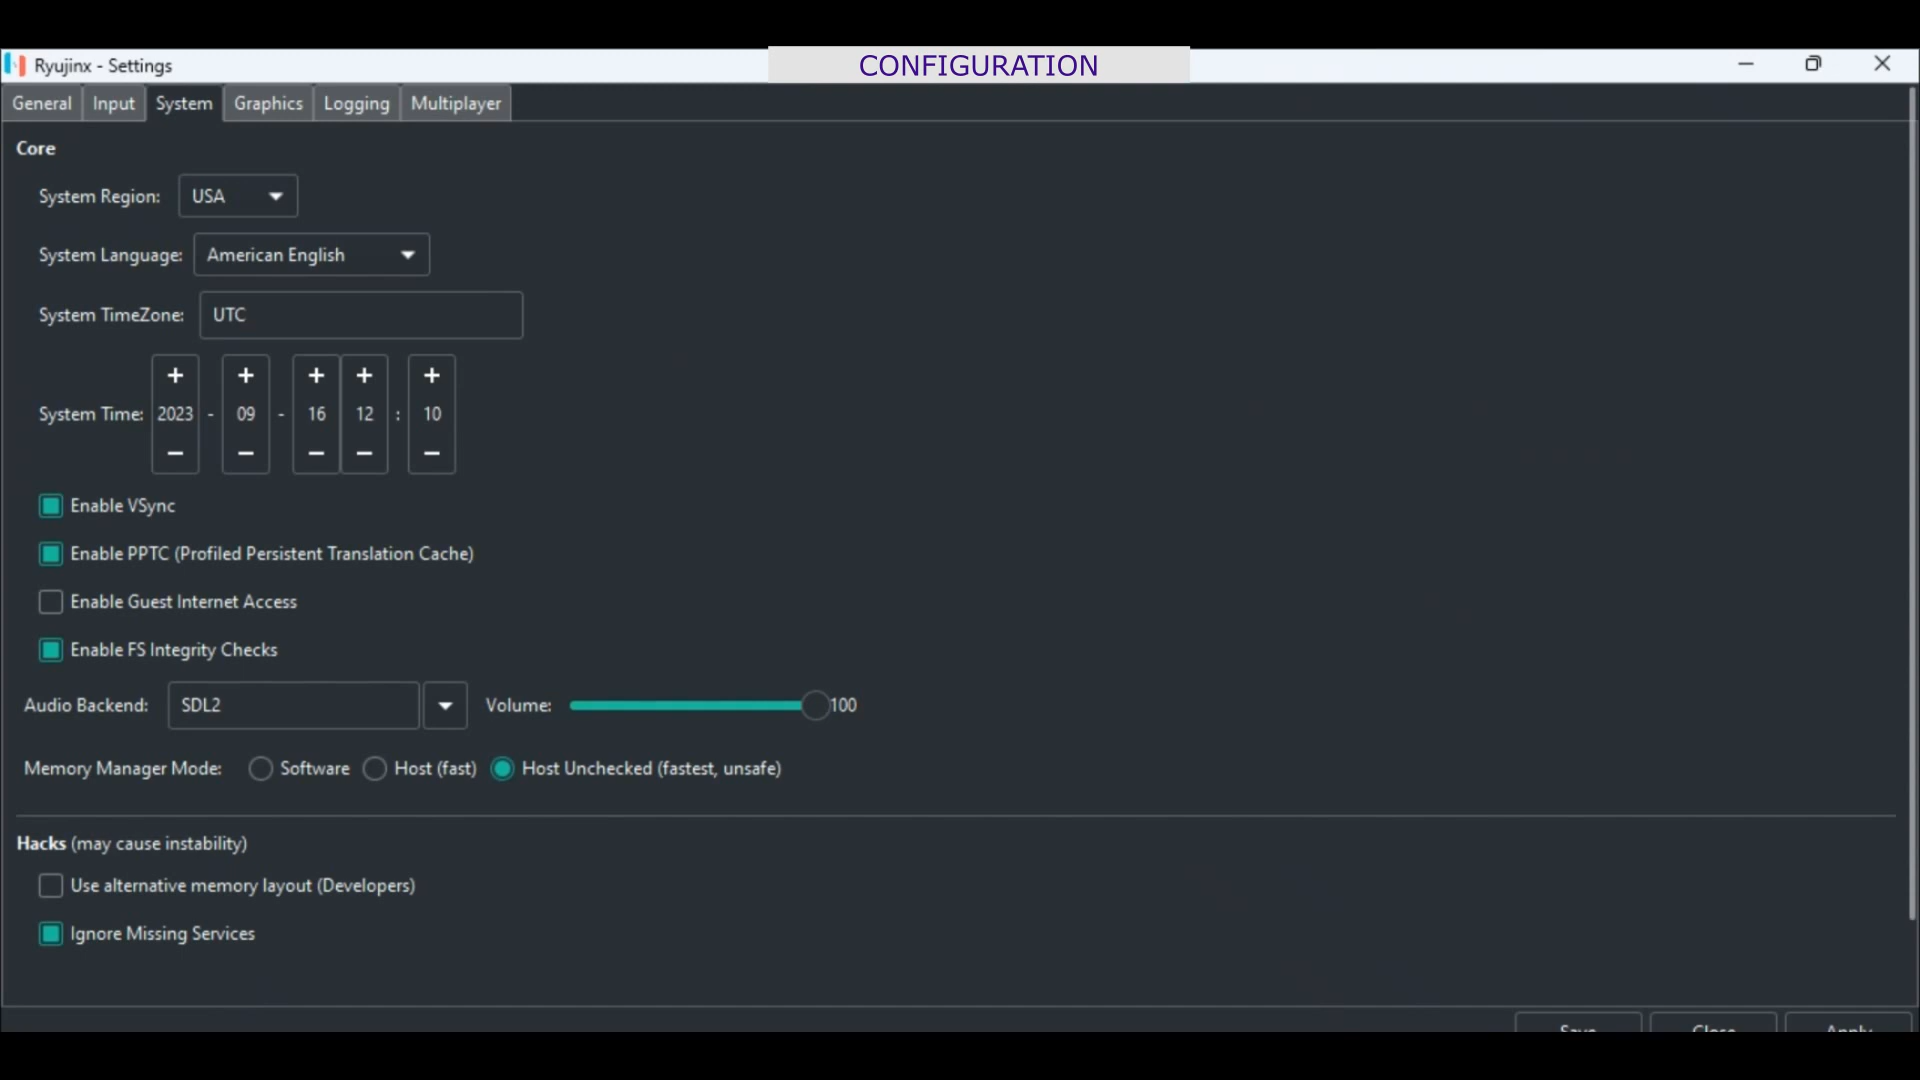 CONFIGURATION
Ryujinx - Settings
General Input System Graphics Logging Multiplayer
Core
System Region: USA
System Language: American English
System TimeZone: UTC
+ + + + +
System Time: 2023 - 09 - 16 12 : 10
− − − − −
Enable VSync
Enable PPTC (Profiled Persistent Translation Cache)
Enable Guest Internet Access
Enable FS Integrity Checks
Audio Backend: SDL2 Volume: 100
Memory Manager Mode: Software Host (fast) Host Unchecked (fastest, unsafe)
Hacks (may cause instability)
Use alternative memory layout (Developers)
Ignore Missing Services
Save Close Apply